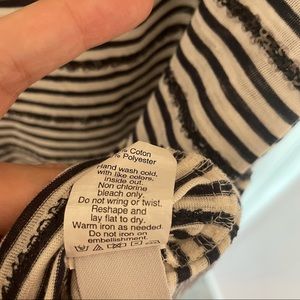 % Coton
% Polyester
Hand wash cold,
with like colors,
inside out.
Non chlorine
bleach only.
Do not wring or twist.
Reshape and
lay flat to dry.
Warm iron as needed.
Do not iron on
embellishment.